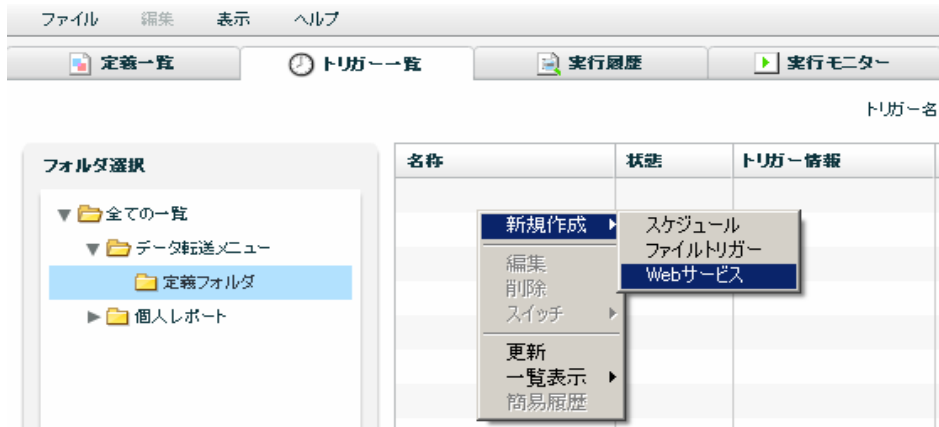 ファイル 編集 表示 ヘルプ
定義一覧 トリガー一覧 実行履歴 実行モニター
トリガー名
フォルダ選択
全ての一覧
データ転送メニュー
定義フォルダ
個人レポート
名称 状態 トリガー情報
新規作成
編集
削除
スイッチ
更新
一覧表示
簡易履歴
スケジュール
ファイルトリガー
Webサービス